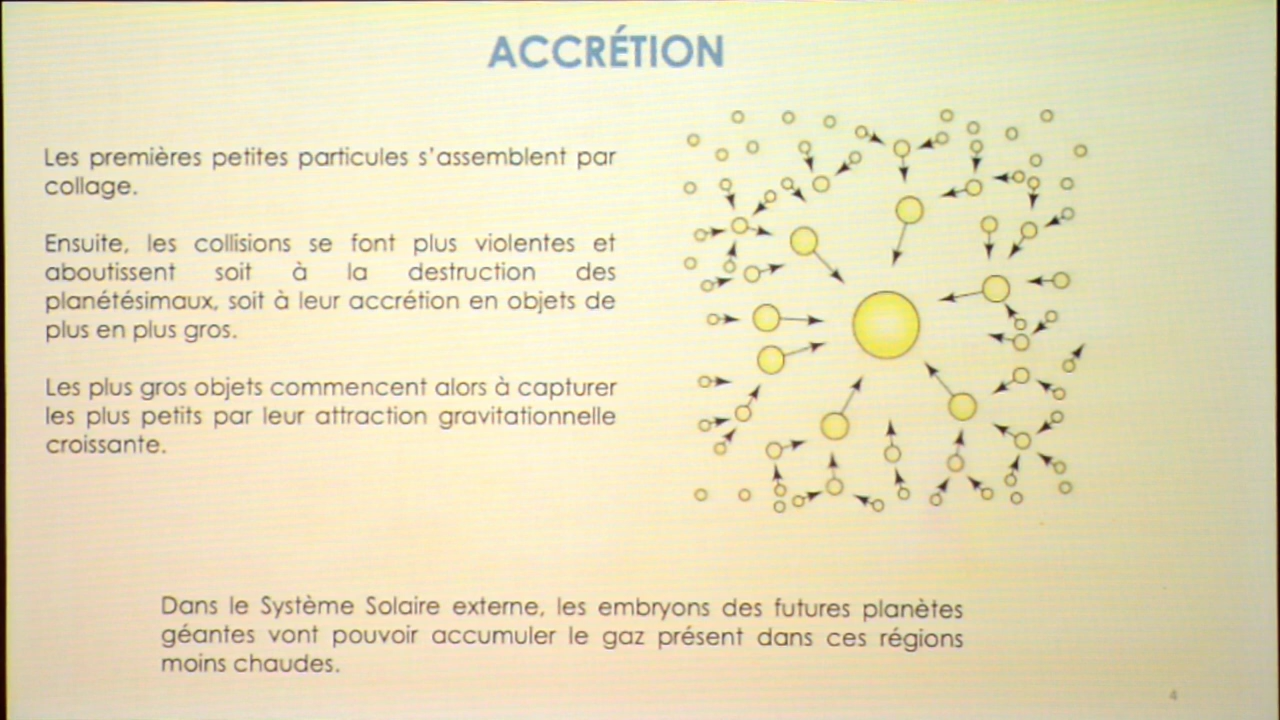 ACCRÉTION
Les premières petites particules s'assemblent par
collage.
Ensuite, les collisions se font plus violentes et
aboutissent soit à la destruction des
planétésimaux, soit à leur accrétion en objets de
plus en plus gros.
Les plus gros objets commencent alors à capturer
les plus petits par leur attraction gravitationnelle
croissante.
Dans le Système Solaire externe, les embryons des futures planètes
géantes vont pouvoir accumuler le gaz présent dans ces régions
moins chaudes.
4